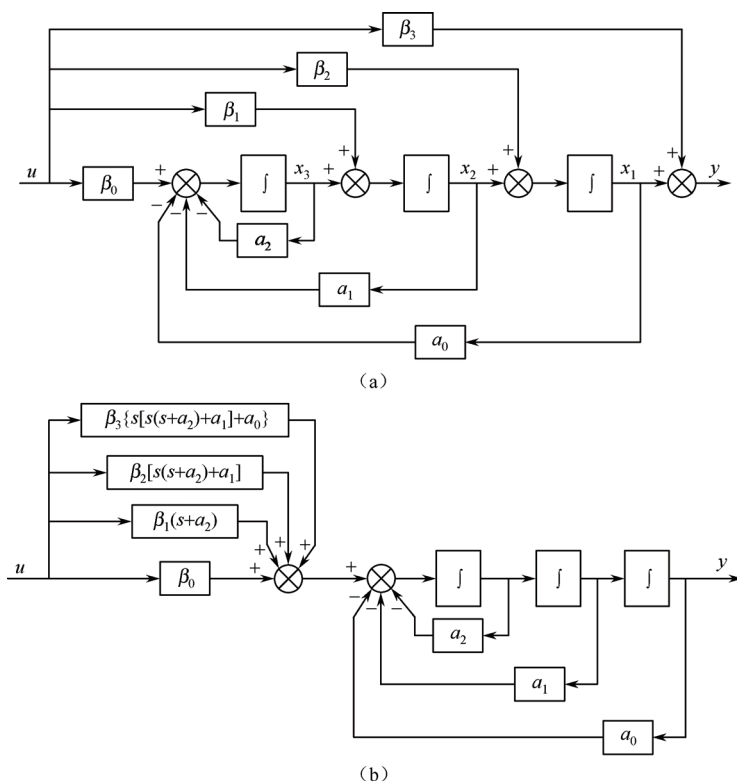 β₃
β₂
β₁
u
β₀
+
−
−
−
∫
x₃
+
+
∫
x₂
+
+
∫
x₁
+
+
y
a₂
a₁
a₀
(a)
β₃{s[s(s+a₂)+a₁]+a₀}
β₂[s(s+a₂)+a₁]
β₁(s+a₂)
u
β₀
+
+
+
+
+
−
−
−
∫
∫
∫
y
a₂
a₁
a₀
(b)